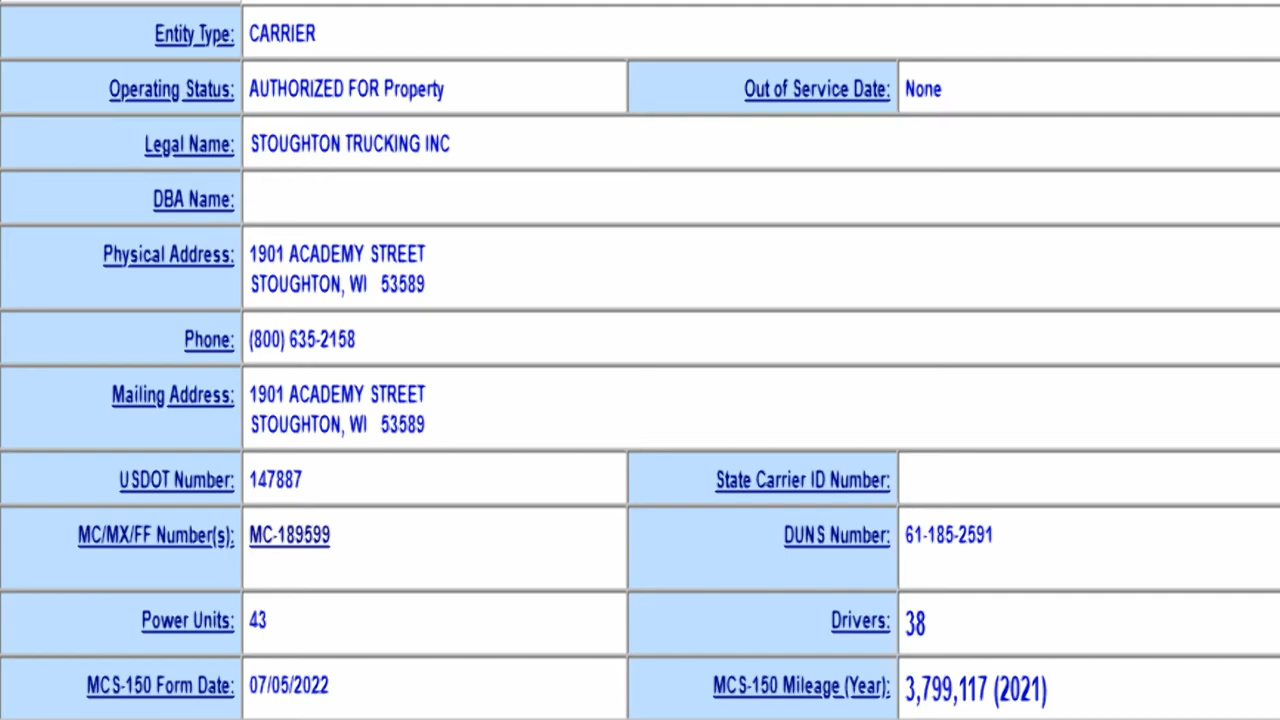 Entity Type: CARRIER
Operating Status: AUTHORIZED FOR Property Out of Service Date: None
Legal Name: STOUGHTON TRUCKING INC
DBA Name:
Physical Address: 1901 ACADEMY STREET
STOUGHTON, WI 53589
Phone: (800) 635-2158
Mailing Address: 1901 ACADEMY STREET
STOUGHTON, WI 53589
USDOT Number: 147887 State Carrier ID Number:
MC/MX/FF Number(s): MC-189599 DUNS Number: 61-185-2591
Power Units: 43 Drivers: 38
MCS-150 Form Date: 07/05/2022 MCS-150 Mileage (Year): 3,799,117 (2021)